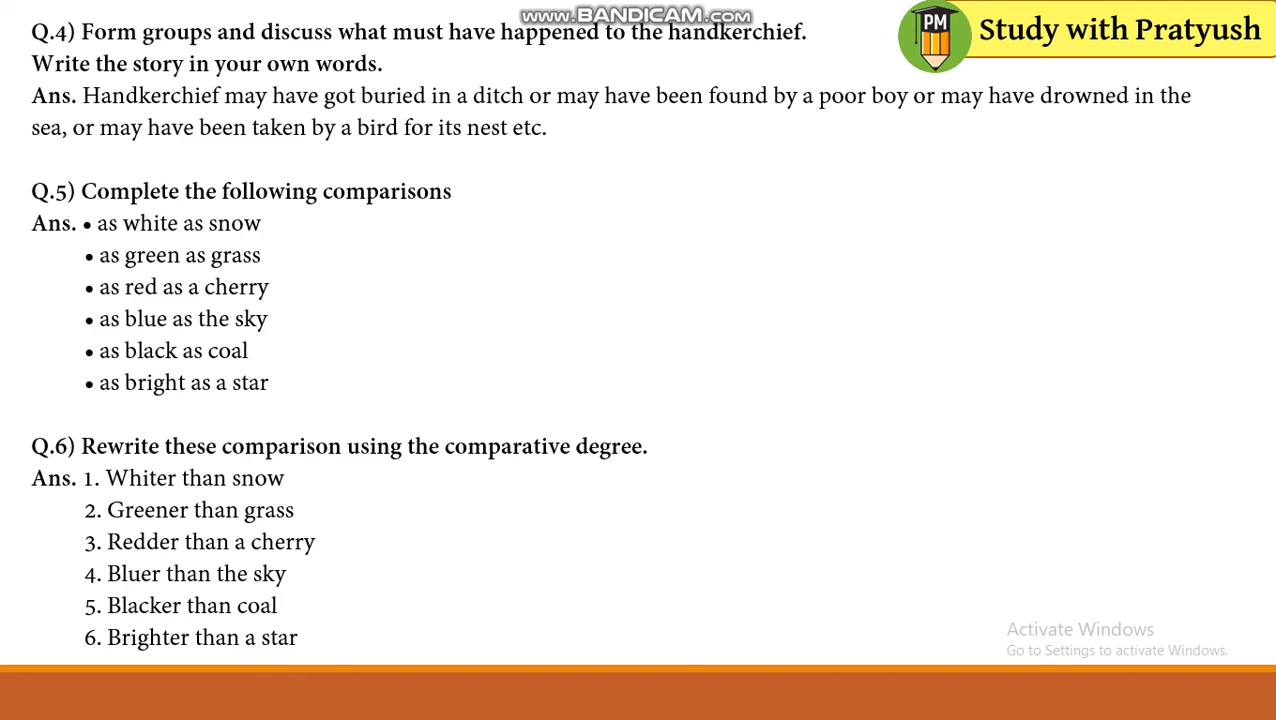 www.BANDICAM.com
PM
Study with Pratyush
Q.4) Form groups and discuss what must have happened to the handkerchief.
Write the story in your own words.
Ans. Handkerchief may have got buried in a ditch or may have been found by a poor boy or may have drowned in the
sea, or may have been taken by a bird for its nest etc.
Q.5) Complete the following comparisons
Ans. • as white as snow
• as green as grass
• as red as a cherry
• as blue as the sky
• as black as coal
• as bright as a star
Q.6) Rewrite these comparison using the comparative degree.
Ans. 1. Whiter than snow
2. Greener than grass
3. Redder than a cherry
4. Bluer than the sky
5. Blacker than coal
6. Brighter than a star
Activate Windows
Go to Settings to activate Windows.